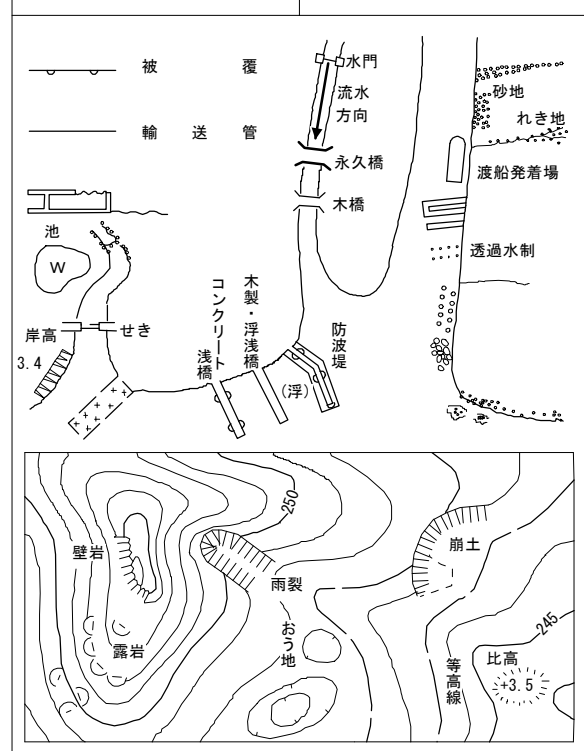 被 覆
輸 送 管
水門
流水
方向
永久橋
木橋
砂地
れき地
渡船発着場
透過水制
池
W
岸高
3.4
せき
コンクリート
浅橋
木製・浮浅橋
防波堤
(浮)
250
壁岩
露岩
雨裂
おう地
崩土
等高線
245
比高
+3.5